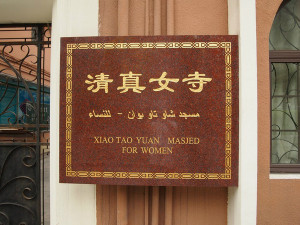 清真女寺
مسجد شاو تاو يوان - للنساء
XIAO TAO YUAN MASJED
FOR WOMEN